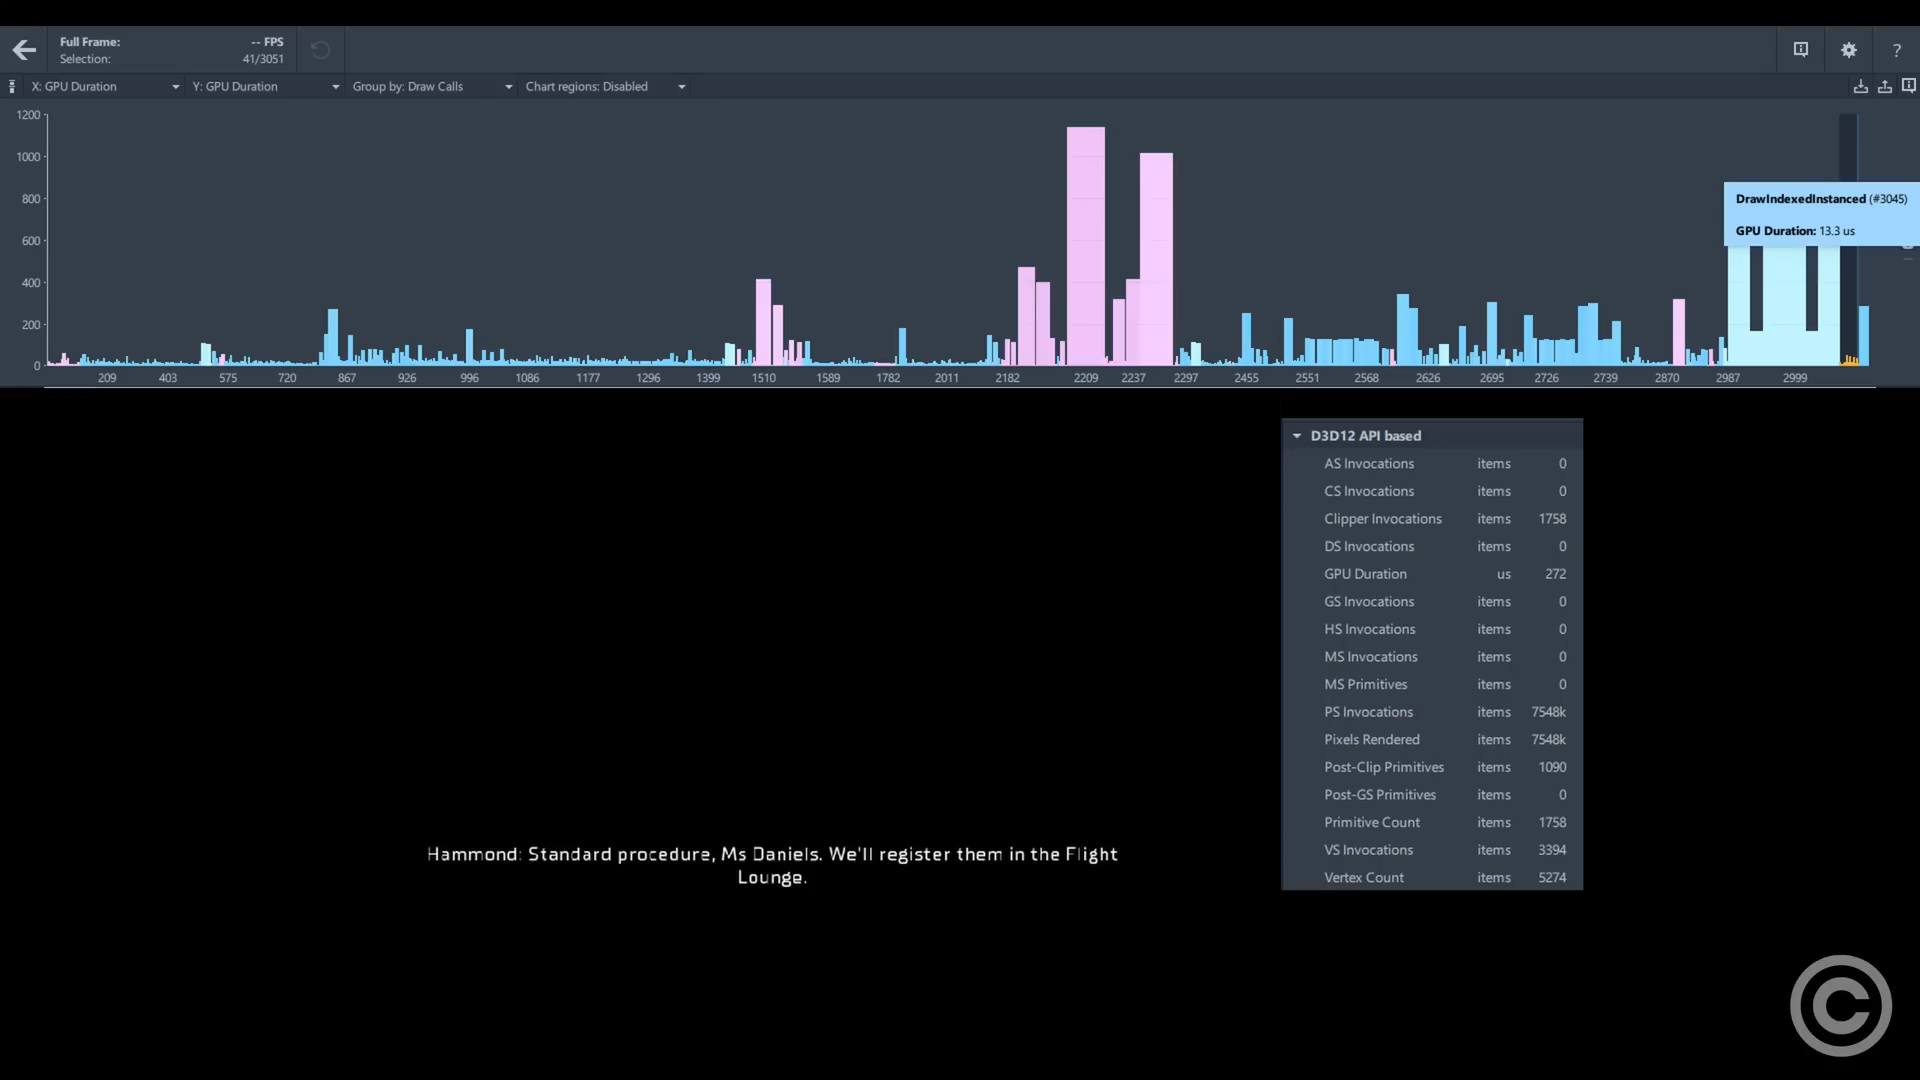 Full Frame: -- FPS
Selection: 41/3051
X: GPU Duration Y: GPU Duration Group by: Draw Calls Chart regions: Disabled
?
1200
1000
800
600
400
200
0
DrawIndexedInstanced (#3045)
GPU Duration: 13.3 us
209 403 575 720 867 926 996 1086 1177 1296 1399 1510 1589 1782 2011 2182 2209 2237 2297 2455 2551 2568 2626 2695 2726 2739 2870 2987 2999
D3D12 API based
AS Invocations items 0
CS Invocations items 0
Clipper Invocations items 1758
DS Invocations items 0
GPU Duration us 272
GS Invocations items 0
HS Invocations items 0
MS Invocations items 0
MS Primitives items 0
PS Invocations items 7548k
Pixels Rendered items 7548k
Post-Clip Primitives items 1090
Post-GS Primitives items 0
Primitive Count items 1758
VS Invocations items 3394
Vertex Count items 5274
Hammond: Standard procedure, Ms Daniels. We'll register them in the Flight
Lounge.
©